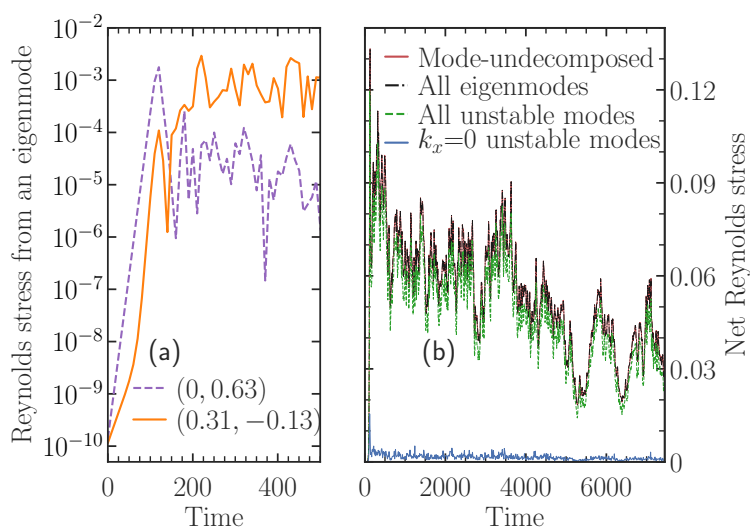 Reynolds stress from an eigenmode
10⁻²
10⁻³
10⁻⁴
10⁻⁵
10⁻⁶
10⁻⁷
10⁻⁸
10⁻⁹
10⁻¹⁰
(a)
(0, 0.63)
(0.31, −0.13)
0 200 400
Time
Mode-undecomposed
All eigenmodes
All unstable modes
kₓ=0 unstable modes
(b)
0.12
0.09
0.06
0.03
0
Net Reynolds stress
0 2000 4000 6000
Time